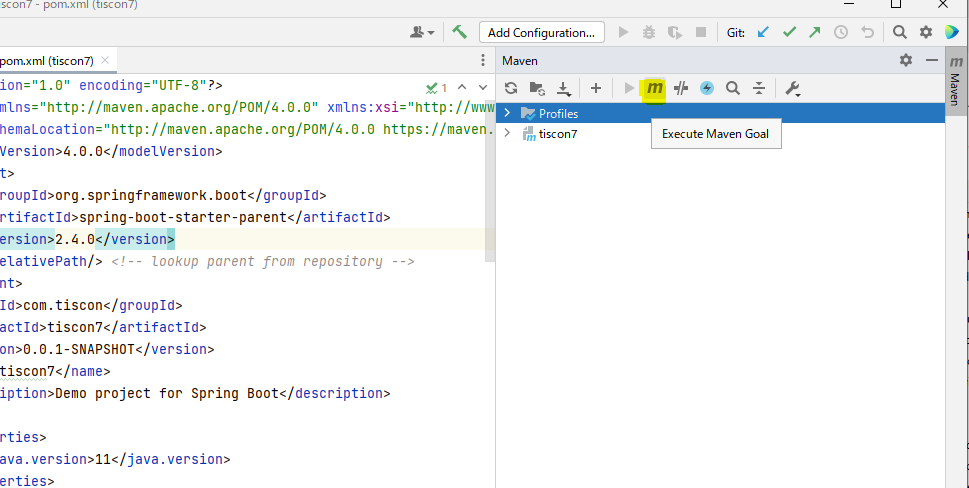 tiscon7 - pom.xml (tiscon7)
Add Configuration...
Git:
pom.xml (tiscon7)
Maven
ion="1.0" encoding="UTF-8"?>
1
mlns="http://maven.apache.org/POM/4.0.0" xmlns:xsi="http://www
hemaLocation="http://maven.apache.org/POM/4.0.0 https://maven.
Version>4.0.0</modelVersion>
t>
roupId>org.springframework.boot</groupId>
rtifactId>spring-boot-starter-parent</artifactId>
ersion>2.4.0</version>
elativePath/> <!-- lookup parent from repository -->
nt>
Id>com.tiscon</groupId>
actId>tiscon7</artifactId>
on>0.0.1-SNAPSHOT</version>
tiscon7</name>
iption>Demo project for Spring Boot</description>
rties>
ava.version>11</java.version>
erties>
m
Profiles
tiscon7
Execute Maven Goal
m
Maven